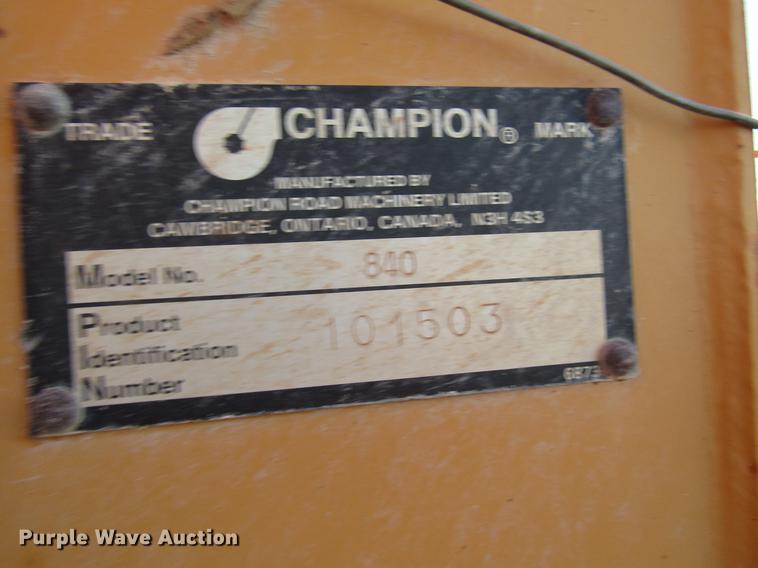 TRADE CHAMPION® MARK
MANUFACTURED BY
CHAMPION ROAD MACHINERY LIMITED
CAMBRIDGE, ONTARIO, CANADA, N3H 4S3
Model No. 840
Product 101503
Identification
Number
Purple Wave Auction